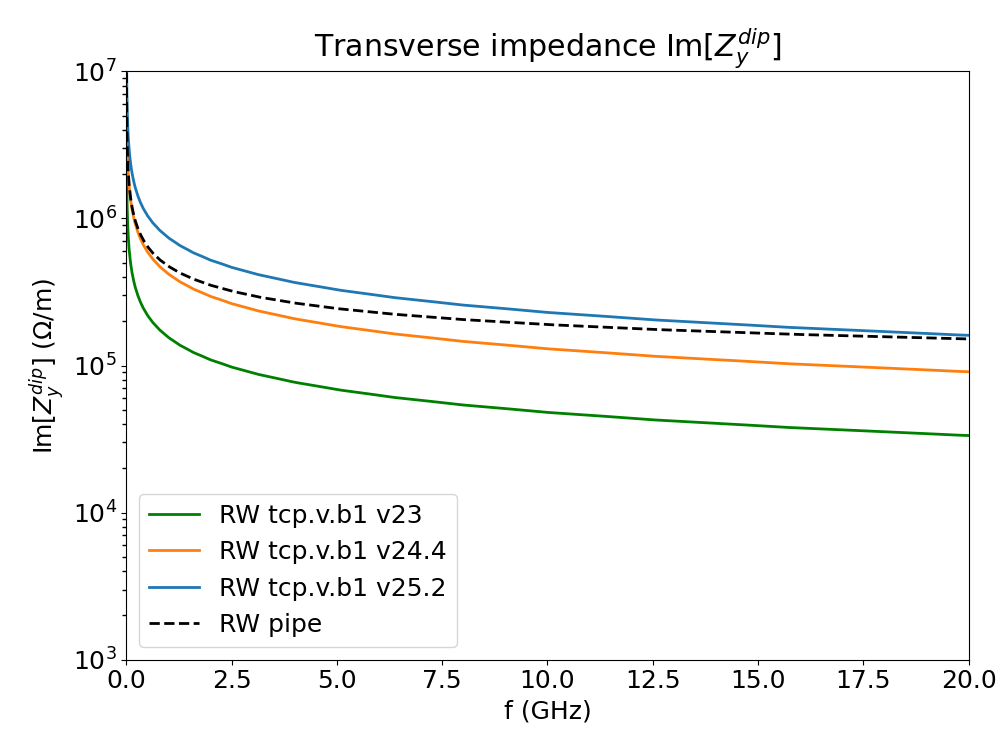 Transverse impedance Im[$Z_y^{dip}$]
Im[$Z_y^{dip}$] (Ω/m)
10^7
10^6
10^5
10^4
10^3
RW tcp.v.b1 v23
RW tcp.v.b1 v24.4
RW tcp.v.b1 v25.2
RW pipe
0.0 2.5 5.0 7.5 10.0 12.5 15.0 17.5 20.0
f (GHz)